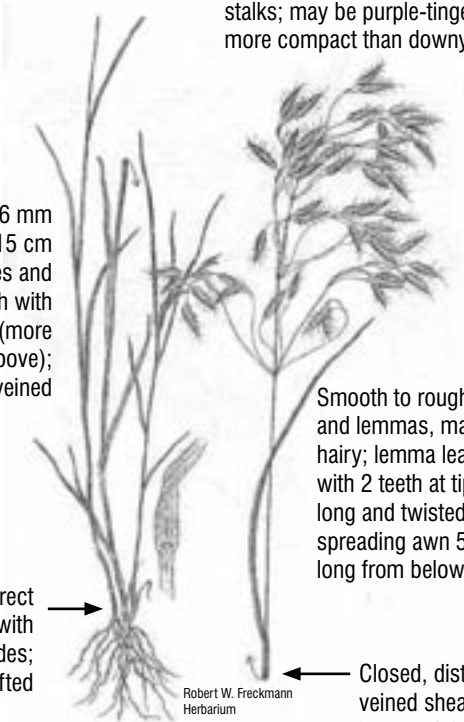 stalks; may be purple-tinge
more compact than downy
6 mm
15 cm
es and
h with
(more
bove);
veined
Smooth to rough
and lemmas, ma
hairy; lemma lea
with 2 teeth at tip
long and twisted
spreading awn 5
long from below
rect
with
des;
fted
Robert W. Freckmann
Herbarium
Closed, dist
veined shea